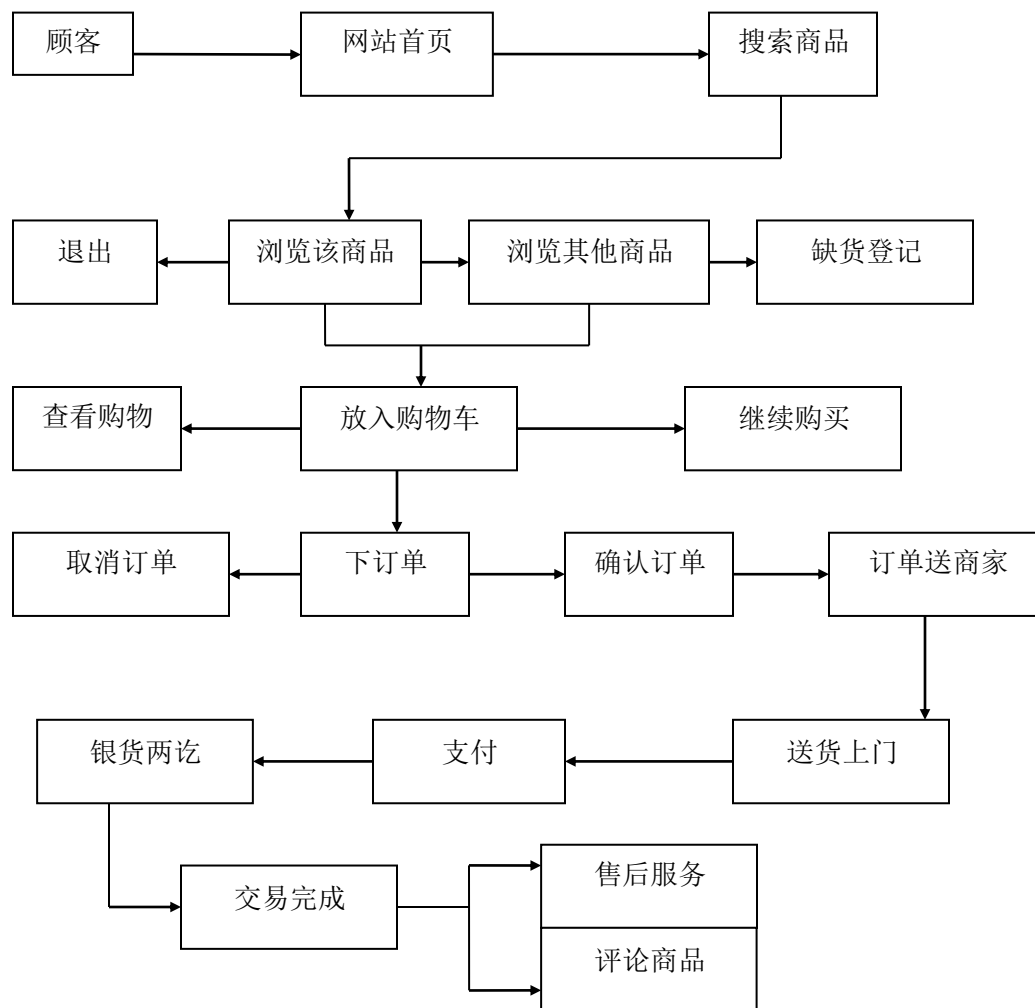 顾客
网站首页
搜索商品
退出
浏览该商品
浏览其他商品
缺货登记
查看购物
放入购物车
继续购买
取消订单
下订单
确认订单
订单送商家
银货两讫
支付
送货上门
交易完成
售后服务
评论商品